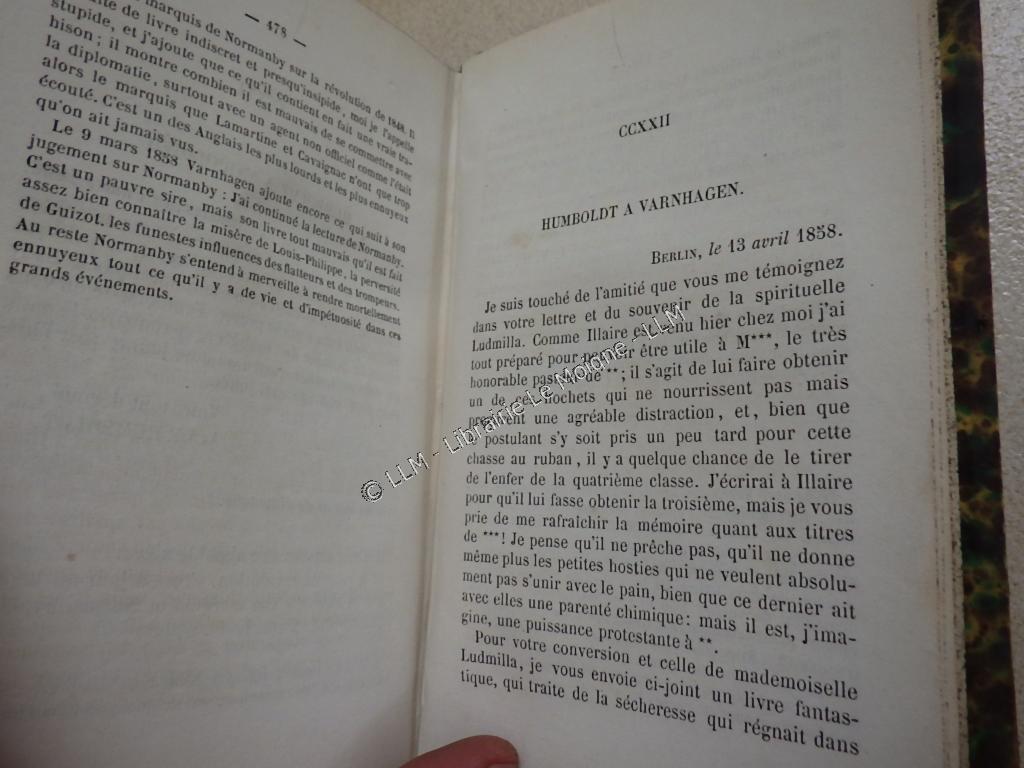 — 478 —
marquis de Normanby sur la révolution de 1848. Il
de livre indiscret et presqu'insipide, moi je l'appelle
stupide, et j'ajoute que ce qu'il contient en fait une vraie tra-
hison; il montre combien il est mauvais de se commettre avec
la diplomatie, surtout avec un agent non officiel comme l'était
alors le marquis que Lamartine et Cavaignac n'ont que trop
écouté. C'est un des Anglais les plus lourds et les plus ennuyeux
qu'on ait jamais vus.
Le 9 mars 1858 Varnhagen ajoute encore ce qui suit à son
jugement sur Normanby: J'ai continué la lecture de Normanby.
C'est un pauvre sire, mais son livre tout mauvais qu'il est fait
assez bien connaître la misère de Louis-Philippe, la perversité
de Guizot, les funestes influences des flatteurs et des trompeurs.
Au reste Normanby s'entend à merveille à rendre mortellement
ennuyeux tout ce qu'il y a de vie et d'impétuosité dans ces
grands événements.
CCXXII
HUMBOLDT A VARNHAGEN.
BERLIN, le 13 avril 1858.
Je suis touché de l'amitié que vous me témoignez
dans votre lettre et du souvenir de la spirituelle
Ludmilla. Comme Illaire est venu hier chez moi j'ai
tout préparé pour être utile à M***, le très
honorable de **; il s'agit de lui faire obtenir
un de ces hochets qui ne nourrissent pas mais
une agréable distraction, et, bien que
le postulant s'y soit pris un peu tard pour cette
chasse au ruban, il y a quelque chance de le tirer
de l'enfer de la quatrième classe. J'écrirai à Illaire
pour qu'il lui fasse obtenir la troisième, mais je vous
prie de me rafraîchir la mémoire quant aux titres
de ***! Je pense qu'il ne prêche pas, qu'il ne donne
même plus les petites hosties qui ne veulent absolu-
ment pas s'unir avec le pain, bien que ce dernier ait
avec elles une parenté chimique: mais il est, j'ima-
gine, une puissance protestante à **.
Pour votre conversion et celle de mademoiselle
Ludmilla, je vous envoie ci-joint un livre fantas-
tique, qui traite de la sécheresse qui régnait dans
© LLM - Librairie Le Molane - LLM